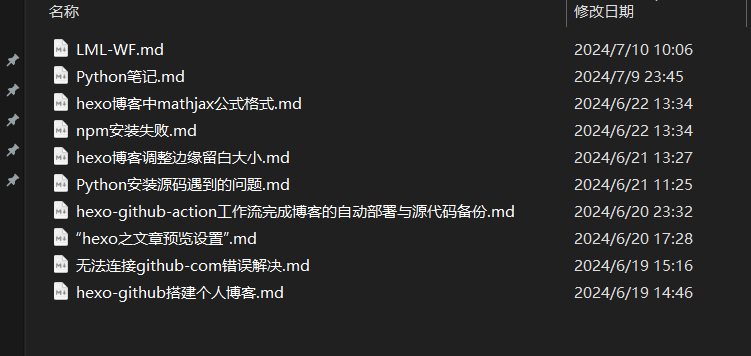 名称 修改日期
LML-WF.md 2024/7/10 10:06
Python笔记.md 2024/7/9 23:45
hexo博客中mathjax公式格式.md 2024/6/22 13:34
npm安装失败.md 2024/6/22 13:34
hexo博客调整边缘留白大小.md 2024/6/21 13:27
Python安装源码遇到的问题.md 2024/6/21 11:25
hexo-github-action工作流完成博客的自动部署与源代码备份.md 2024/6/20 23:32
“hexo之文章预览设置”.md 2024/6/20 17:28
无法连接github-com错误解决.md 2024/6/19 15:16
hexo-github搭建个人博客.md 2024/6/19 14:46